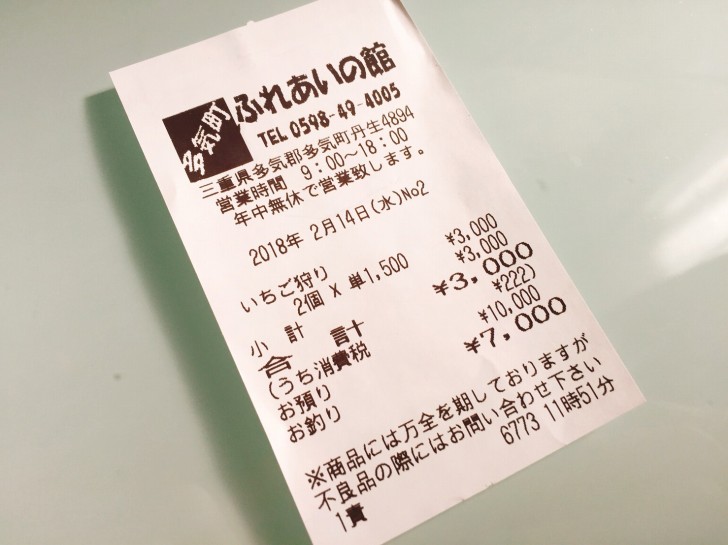 多気町
ふれあいの館
TEL 0598-49-4005
三重県多気郡多気町丹生4894
営業時間 9:00~18:00
年中無休で営業致します。
2018年 2月14日(水)No2
いちご狩り ¥3,000
2個 X 単1,500
小 計 ¥3,000
合 計 ¥3,000
(うち消費税 ¥222)
お預り ¥10,000
お釣り ¥7,000
※商品には万全を期しておりますが
不良品の際にはお問い合わせ下さい
6773 11時51分
1責